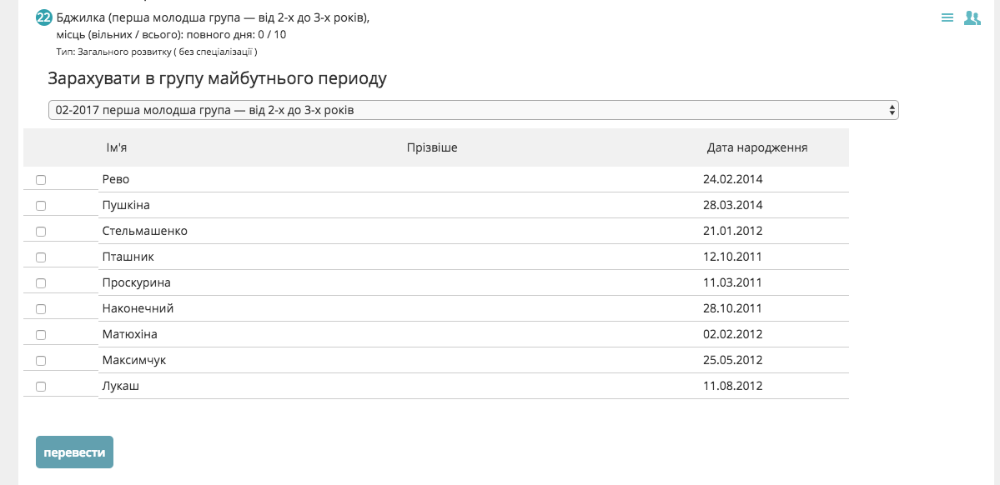 22 Бджилка (перша молодша група — від 2-х до 3-х років),
місць (вільних / всього): повного дня: 0 / 10
Тип: Загального розвитку ( без спеціалізації )
Зарахувати в групу майбутнього периоду
02-2017 перша молодша група — від 2-х до 3-х років
Ім'я Прізвіше Дата народження
Рево 24.02.2014
Пушкіна 28.03.2014
Стельмашенко 21.01.2012
Пташник 12.10.2011
Проскурина 11.03.2011
Наконечний 28.10.2011
Матюхіна 02.02.2012
Максимчук 25.05.2012
Лукаш 11.08.2012
перевести